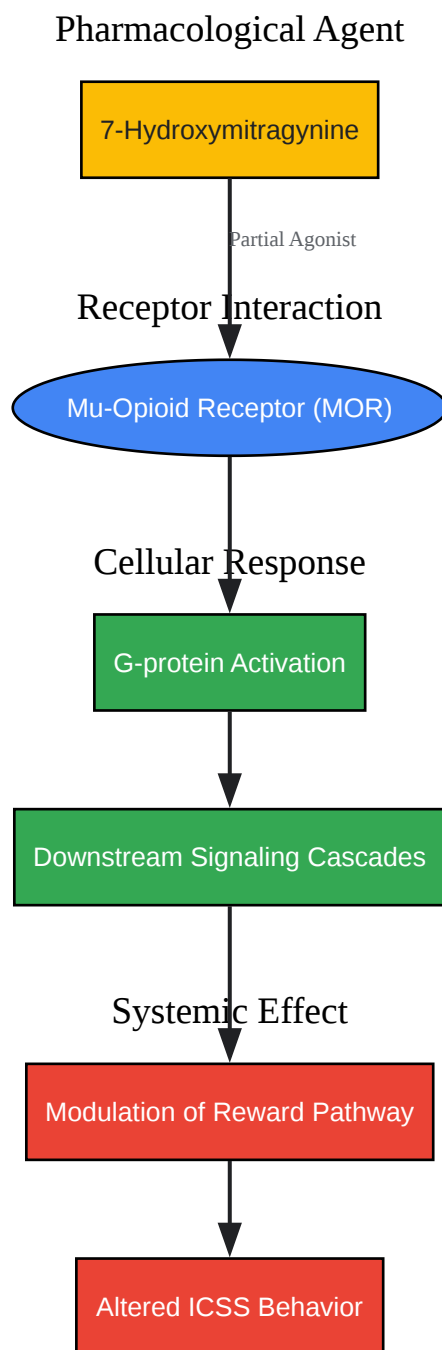 Pharmacological Agent
7-Hydroxymitragynine
Partial Agonist
Receptor Interaction
Mu-Opioid Receptor (MOR)
Cellular Response
G-protein Activation
Downstream Signaling Cascades
Systemic Effect
Modulation of Reward Pathway
Altered ICSS Behavior